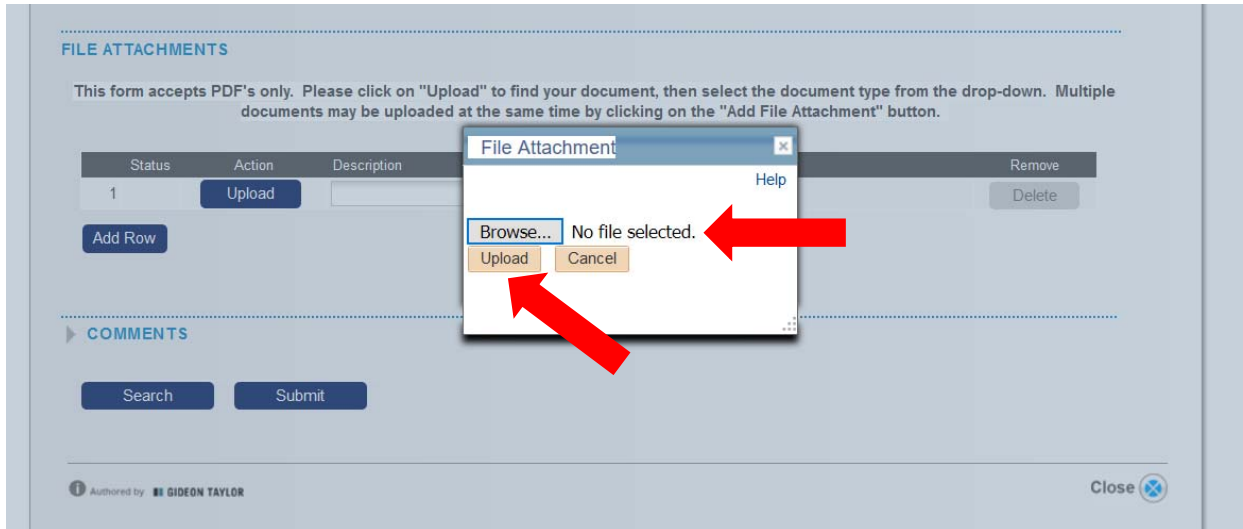 FILE ATTACHMENTS
This form accepts PDF's only. Please click on "Upload" to find your document, then select the document type from the drop-down. Multiple
documents may be uploaded at the same time by clicking on the "Add File Attachment" button.
File Attachment
Help
Status Action Description Remove
1 Upload Delete
Browse... No file selected.
Upload Cancel
Add Row
COMMENTS
Search Submit
Authored by GIDEON TAYLOR
Close